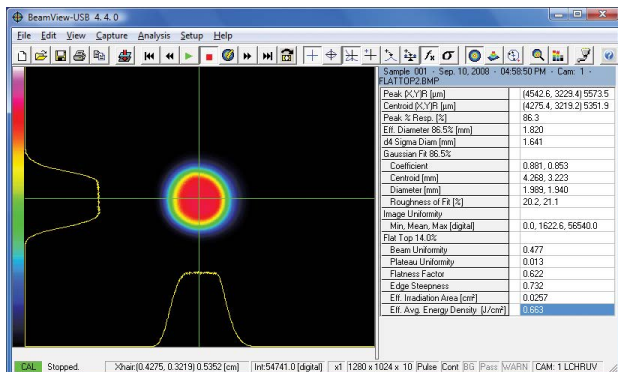 BeamView-USB 4.4.0
File Edit View Capture Analysis Setup Help
Sample 001 - Sep. 10, 2008 - 04:58:50 PM - Cam: 1 -
FLATTOP2.BMP
Peak (X,Y)R [µm] (4542.6, 3229.4) 5573.5
Centroid (X,Y)R [µm] (4275.4, 3219.2) 5351.9
Peak % Resp. [%] 86.3
Eff. Diameter 86.5% [mm] 1.820
d4 Sigma Diam [mm] 1.641
Gaussian Fit 86.5%
Coefficient 0.881, 0.853
Centroid [mm] 4.268, 3.223
Diameter [mm] 1.989, 1.940
Roughness of Fit [%] 20.2, 21.1
Image Uniformity
Min, Mean, Max [digital] 0.0, 1622.6, 56540.0
Flat Top 14.0%
Beam Uniformity 0.477
Plateau Uniformity 0.013
Flatness Factor 0.622
Edge Steepness 0.732
Eff. Irradiation Area [cm²] 0.0257
Eff. Avg. Energy Density [J/cm²] 0.663
CAL Stopped. Xhair:(0.4275, 0.3219) 0.5352 [cm] Int:54741.0 [digital] x1 1280 x 1024 x 10 Pulse Cont BG Pass WARN CAM: 1 LCHRUV